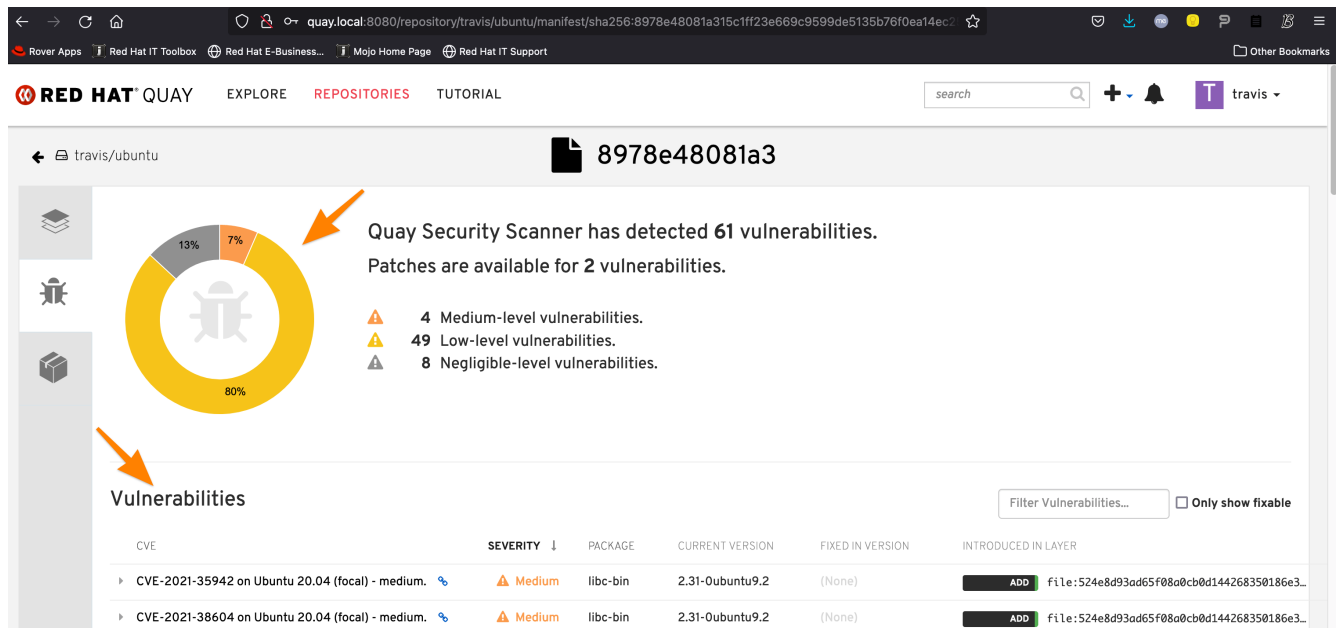 quay.local:8080/repository/travis/ubuntu/manifest/sha256:8978e48081a315c1ff23e669c9599de5135b76f0ea14ec2
Rover Apps Red Hat IT Toolbox Red Hat E-Business... Mojo Home Page Red Hat IT Support Other Bookmarks
RED HAT® QUAY EXPLORE REPOSITORIES TUTORIAL search T travis
travis/ubuntu 8978e48081a3
Quay Security Scanner has detected 61 vulnerabilities.
Patches are available for 2 vulnerabilities.
13% 7%
80%
4 Medium-level vulnerabilities.
49 Low-level vulnerabilities.
8 Negligible-level vulnerabilities.
Vulnerabilities Filter Vulnerabilities... Only show fixable
CVE SEVERITY ↓ PACKAGE CURRENT VERSION FIXED IN VERSION INTRODUCED IN LAYER
CVE-2021-35942 on Ubuntu 20.04 (focal) - medium. Medium libc-bin 2.31-0ubuntu9.2 (None) ADD file:524e8d93ad65f08a0cb0d144268350186e3…
CVE-2021-38604 on Ubuntu 20.04 (focal) - medium. Medium libc-bin 2.31-0ubuntu9.2 (None) ADD file:524e8d93ad65f08a0cb0d144268350186e3…